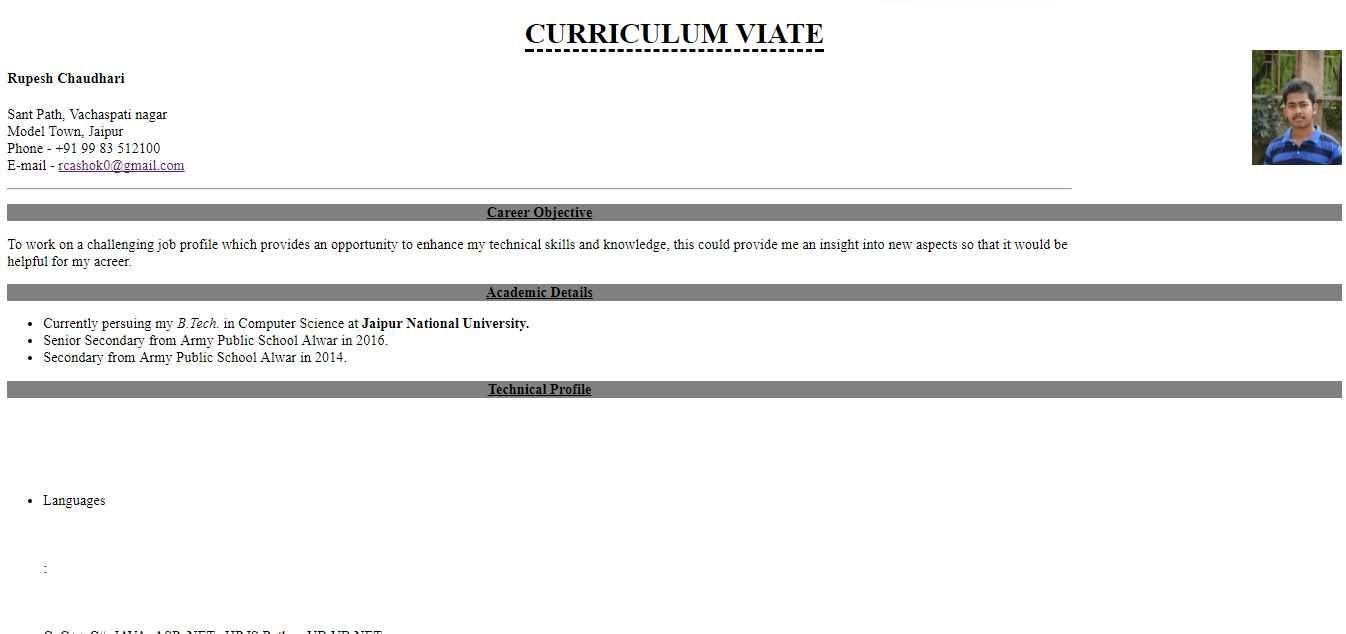 CURRICULUM VIATE
Rupesh Chaudhari
Sant Path, Vachaspati nagar
Model Town, Jaipur
Phone - +91 99 83 512100
E-mail - rcashok0@gmail.com
Career Objective
To work on a challenging job profile which provides an opportunity to enhance my technical skills and knowledge, this could provide me an insight into new aspects so that it would be
helpful for my acreer.
Academic Details
Currently persuing my B.Tech. in Computer Science at Jaipur National University.
Senior Secondary from Army Public School Alwar in 2016.
Secondary from Army Public School Alwar in 2014.
Technical Profile
Languages
: